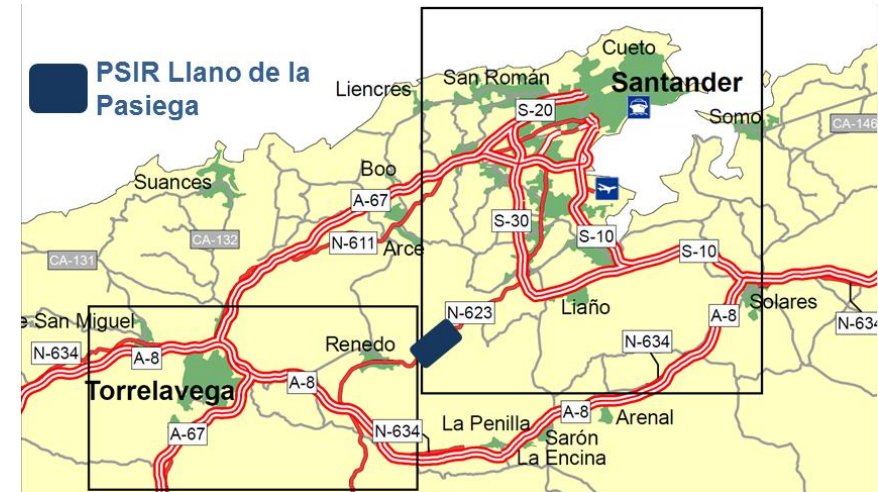 PSIR Llano de la
Pasiega
Cueto
San Román
Santander
Liencres
S-20
Somo
CA-146
Boo
Suances
A-67
S-30
CA-132
N-611
Arce
S-10
S-10
CA-131
Liaño
Solares
N-623
A-8
e San Miguel
N-634
N-634
N-634
A-8
Renedo
Torrelavega
A-8
A-67
N-634
La Penilla
A-8
Arenal
Sarón
La Encina